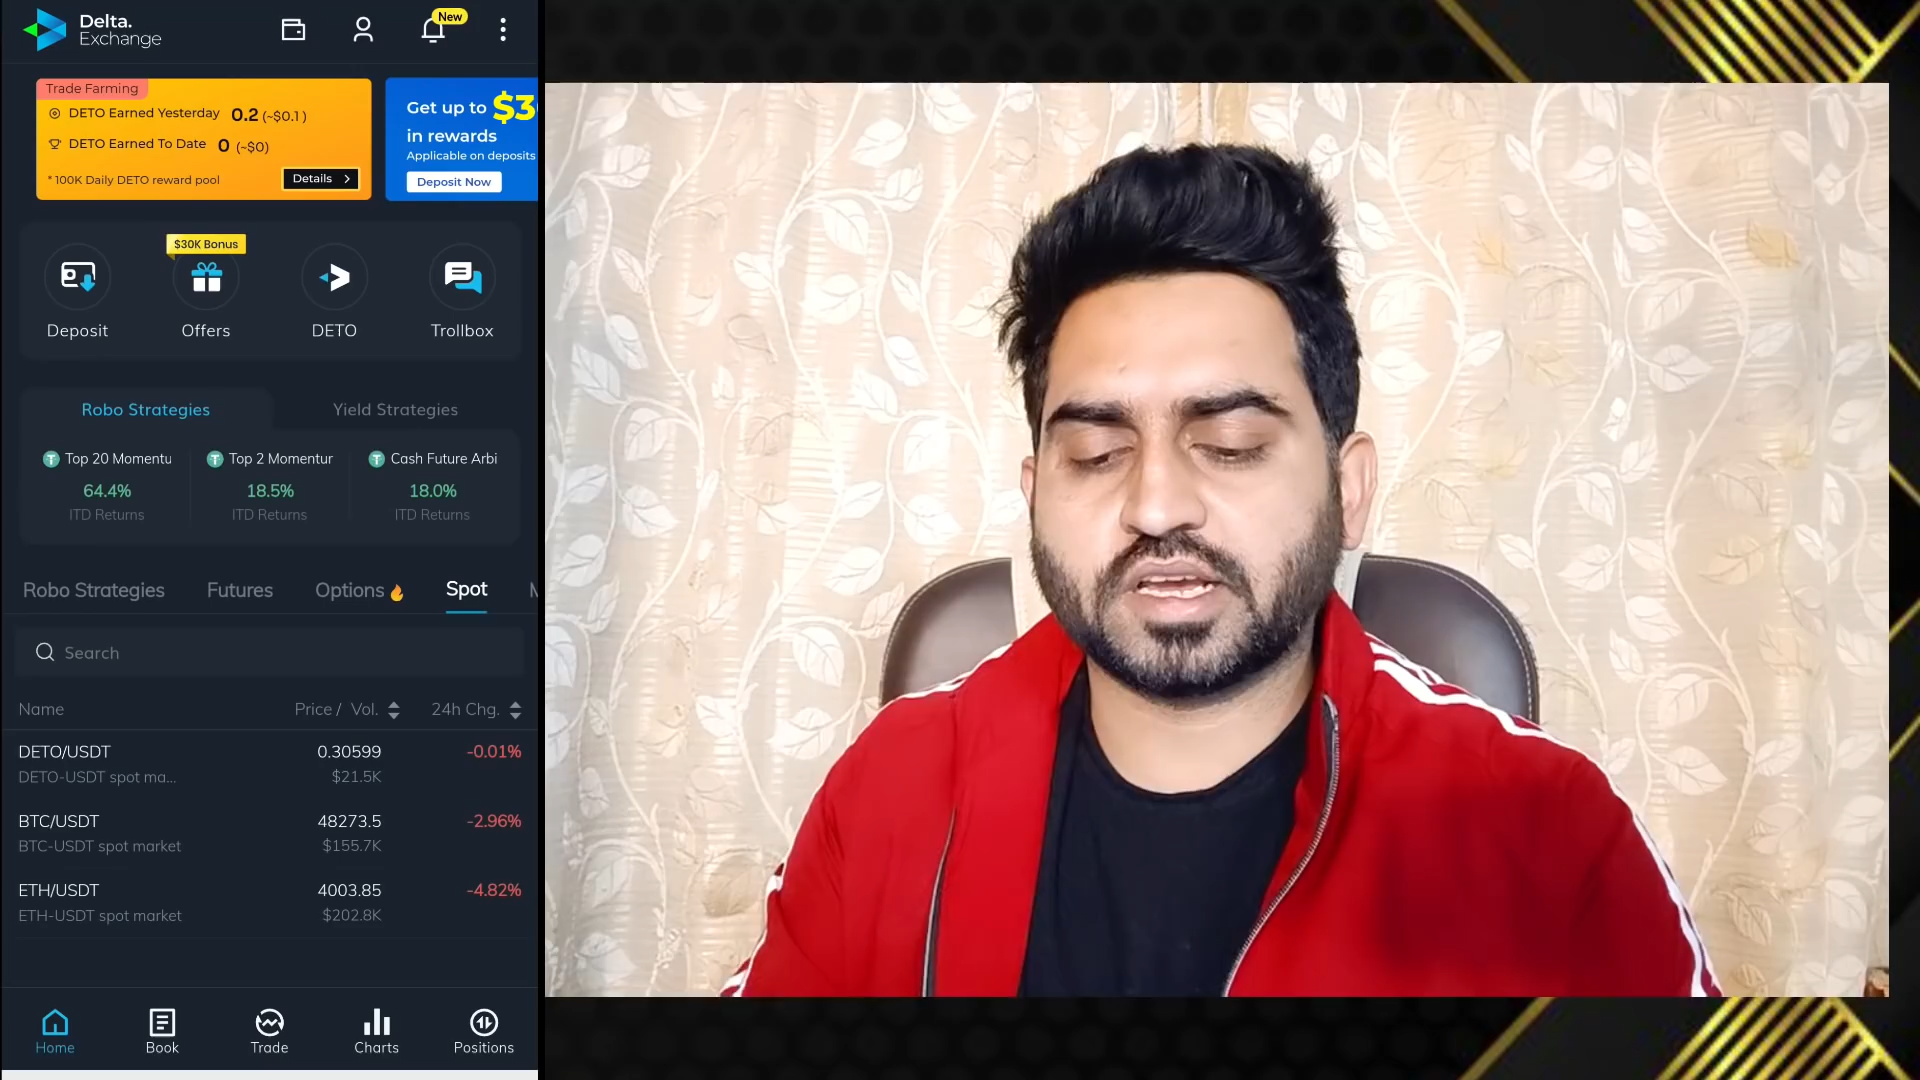 Delta.
Exchange
New
Trade Farming
DETO Earned Yesterday 0.2 (~$0.1 )
DETO Earned To Date 0 (~$0)
* 100K Daily DETO reward pool
Details
Get up to $3
in rewards
Applicable on deposits
Deposit Now
$30K Bonus
Deposit Offers DETO Trollbox
Robo Strategies Yield Strategies
Top 20 Momentu Top 2 Momentur Cash Future Arbi
64.4% 18.5% 18.0%
ITD Returns ITD Returns ITD Returns
Robo Strategies Futures Options Spot M
Search
Name Price / Vol. 24h Chg.
DETO/USDT 0.30599 -0.01%
DETO-USDT spot ma... $21.5K
BTC/USDT 48273.5 -2.96%
BTC-USDT spot market $155.7K
ETH/USDT 4003.85 -4.82%
ETH-USDT spot market $202.8K
Home Book Trade Charts Positions